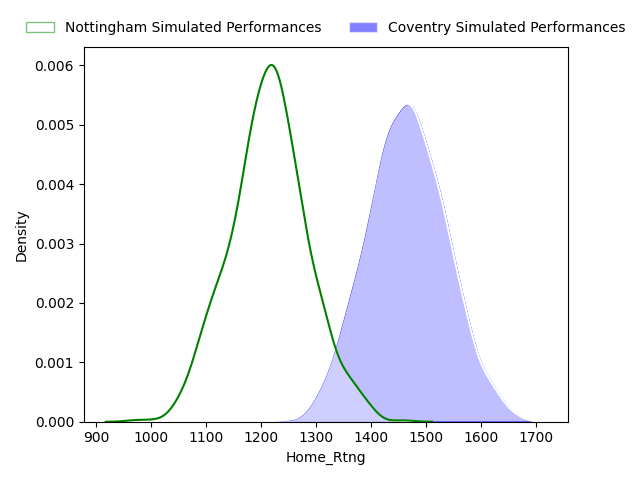 Nottingham Simulated Performances
Coventry Simulated Performances
0.006
0.005
0.004
0.003
0.002
0.001
0.000
Density
900 1000 1100 1200 1300 1400 1500 1600 1700
Home_Rtng